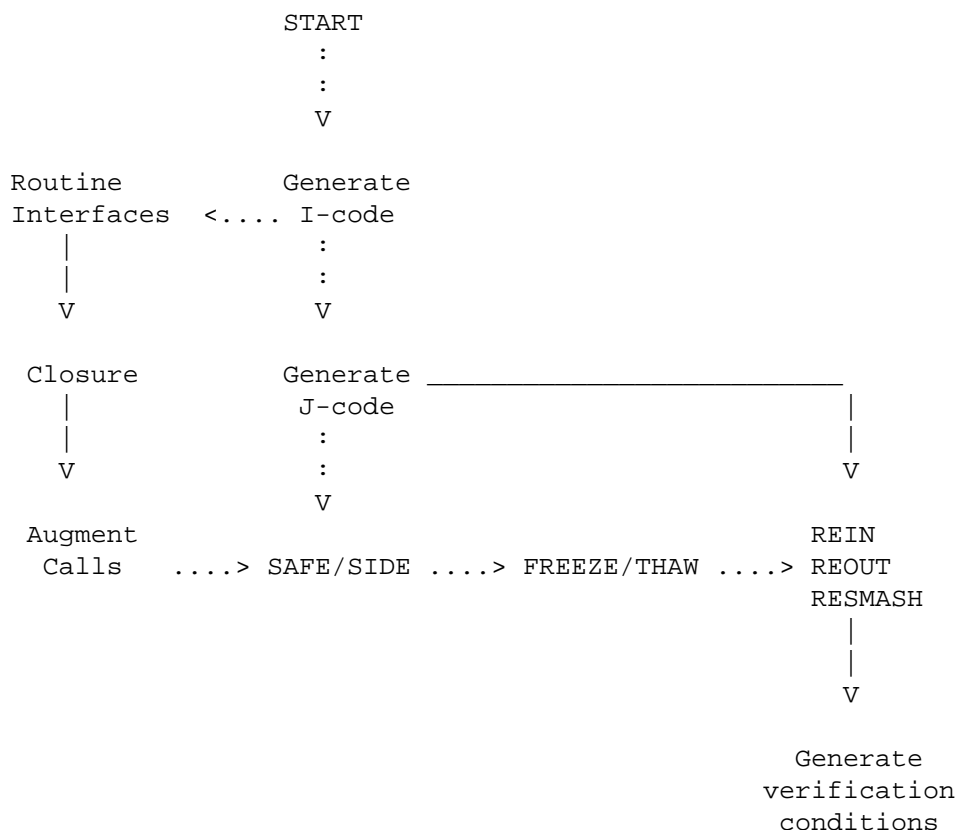 START
:
:
V
Routine Generate
Interfaces <.... I-code
| :
| :
V V
Closure Generate __________________________
| J-code |
| : |
V : V
V
Augment REIN
Calls ....> SAFE/SIDE ....> FREEZE/THAW ....> REOUT
RESMASH
|
|
V
Generate
verification
conditions